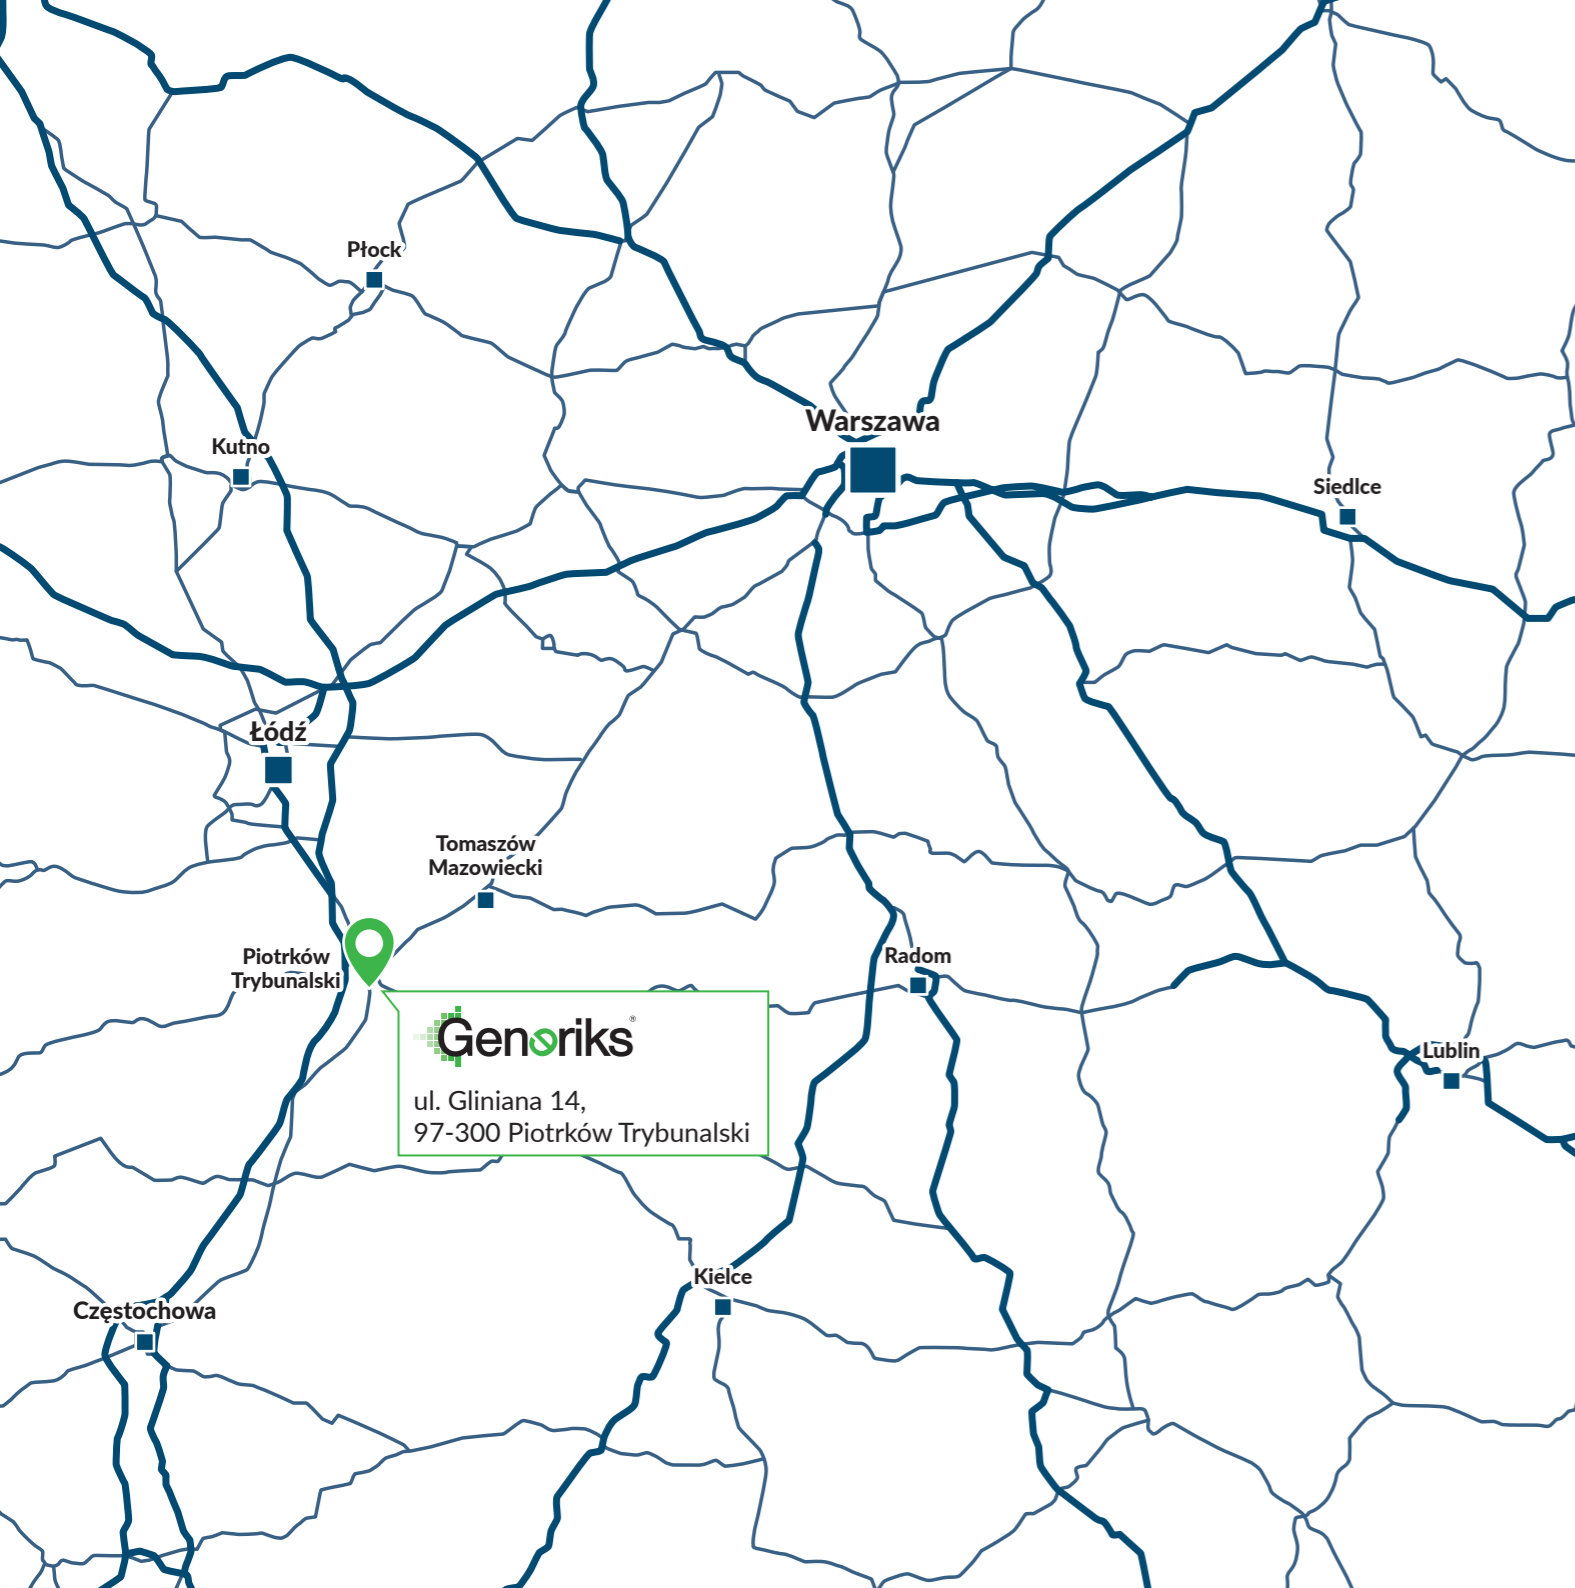 Płock
Warszawa
Kutno
Siedlce
Łódź
Tomaszów
Mazowiecki
Piotrków
Trybunalski
Radom
Generiks®
ul. Gliniana 14,
97-300 Piotrków Trybunalski
Lublin
Kielce
Częstochowa